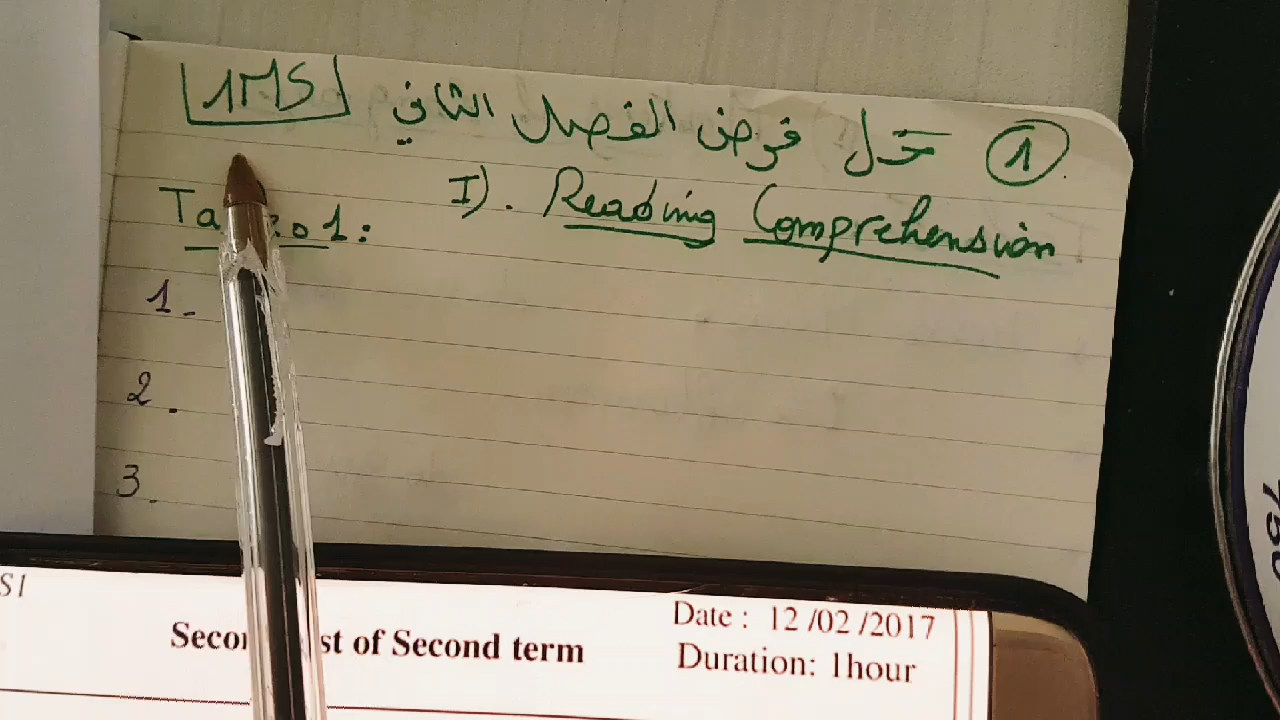 ① حل فرض الفصل الثاني 1MS
I). Reading Comprehension
1:
1.
2.
3.
S1
Date : 12 /02 /2017
of Second term
Duration: 1hour